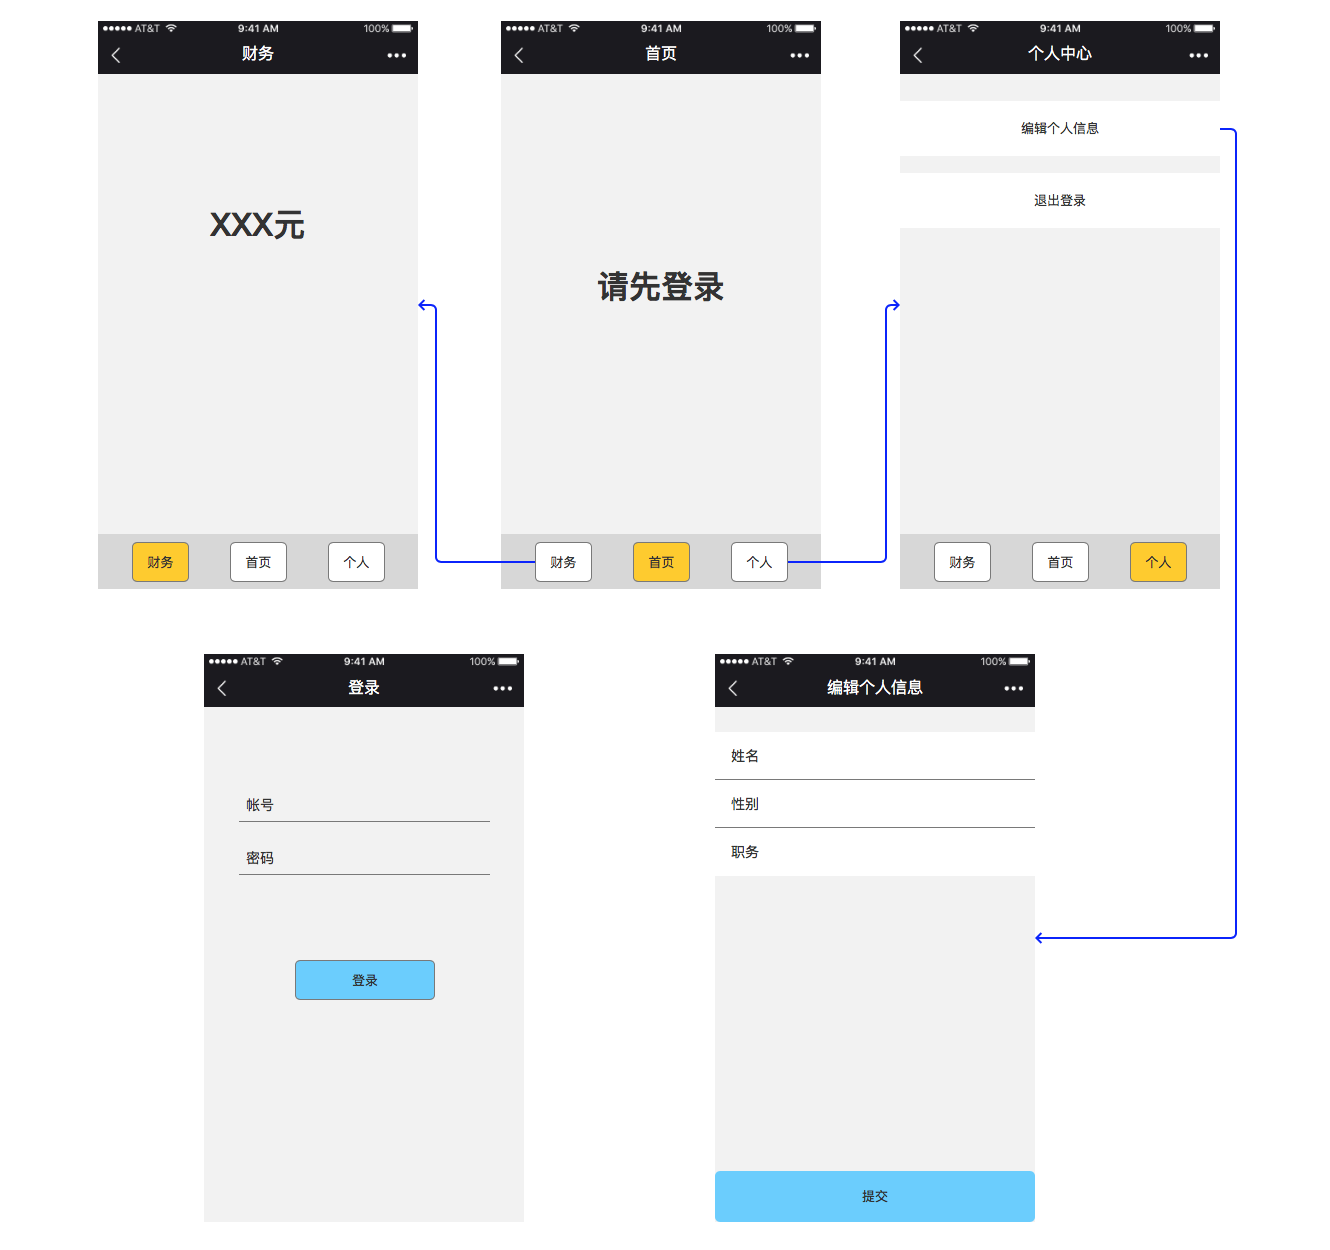 AT&T 9:41 AM 100%
财务
XXX元
财务 首页 个人
AT&T 9:41 AM 100%
首页
请先登录
财务 首页 个人
AT&T 9:41 AM 100%
个人中心
编辑个人信息
退出登录
财务 首页 个人
AT&T 9:41 AM 100%
登录
帐号
密码
登录
AT&T 9:41 AM 100%
编辑个人信息
姓名
性别
职务
提交